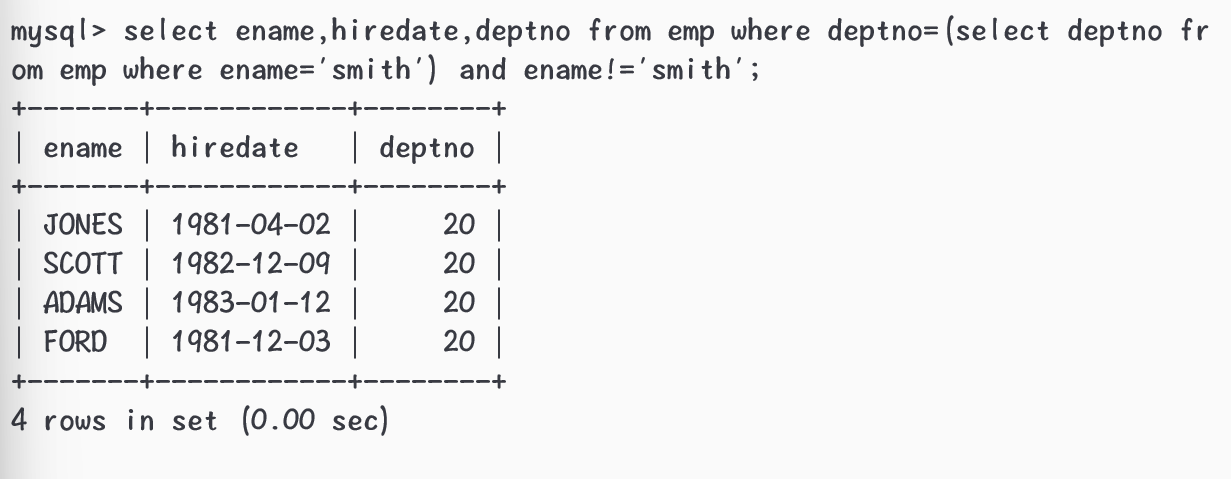 mysql> select ename,hiredate,deptno from emp where deptno=(select deptno fr
om emp where ename='smith') and ename!='smith';
+-------+------------+--------+
| ename | hiredate   | deptno |
+-------+------------+--------+
| JONES | 1981-04-02 |     20 |
| SCOTT | 1982-12-09 |     20 |
| ADAMS | 1983-01-12 |     20 |
| FORD  | 1981-12-03 |     20 |
+-------+------------+--------+
4 rows in set (0.00 sec)